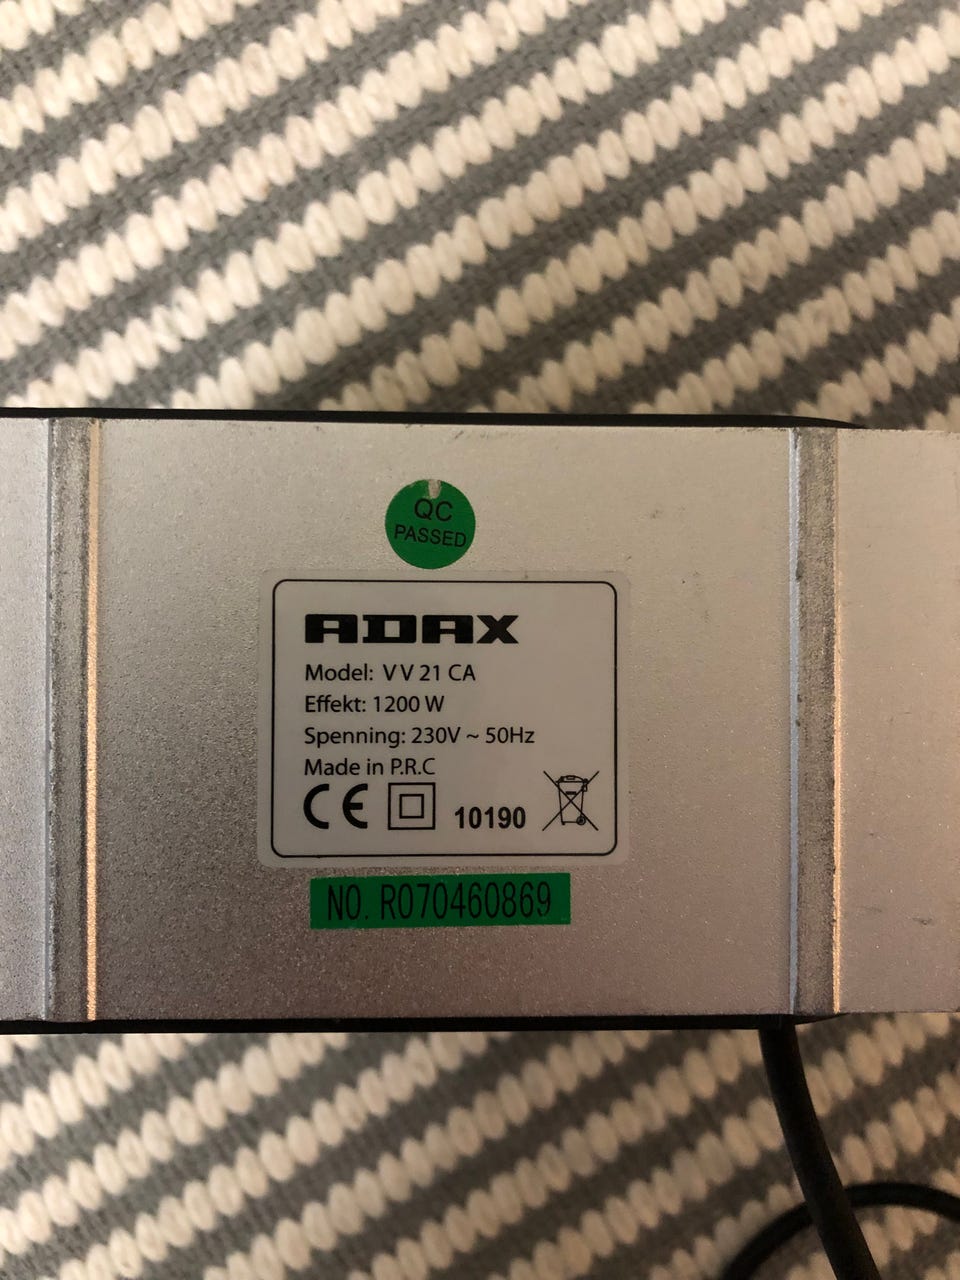 QC
PASSED
ADAX
Model: V V 21 CA
Effekt: 1200 W
Spenning: 230V ~ 50Hz
Made in P.R.C
CE
10190
NO. R070460869